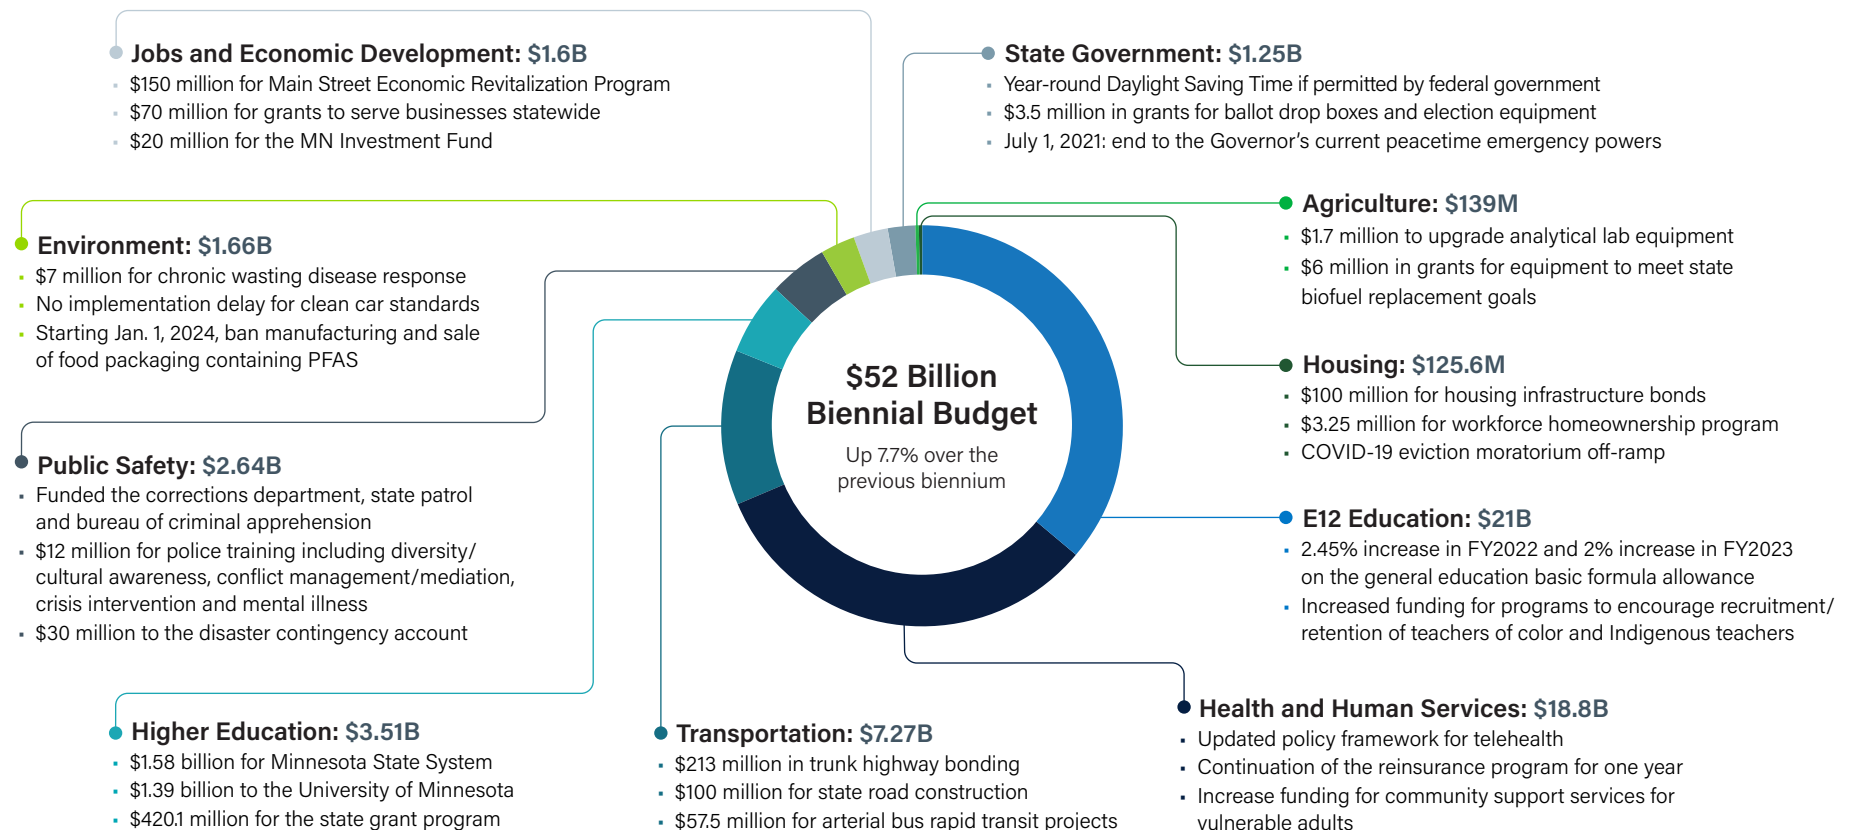 Jobs and Economic Development: $1.6B
$150 million for Main Street Economic Revitalization Program
$70 million for grants to serve businesses statewide
$20 million for the MN Investment Fund
State Government: $1.25B
Year-round Daylight Saving Time if permitted by federal government
$3.5 million in grants for ballot drop boxes and election equipment
July 1, 2021: end to the Governor's current peacetime emergency powers
Environment: $1.66B
$7 million for chronic wasting disease response
No implementation delay for clean car standards
Starting Jan. 1, 2024, ban manufacturing and sale
of food packaging containing PFAS
Agriculture: $139M
$1.7 million to upgrade analytical lab equipment
$6 million in grants for equipment to meet state
biofuel replacement goals
$52 Billion
Biennial Budget
Up 7.7% over the
previous biennium
Housing: $125.6M
$100 million for housing infrastructure bonds
$3.25 million for workforce homeownership program
COVID-19 eviction moratorium off-ramp
Public Safety: $2.64B
Funded the corrections department, state patrol
and bureau of criminal apprehension
$12 million for police training including diversity/
cultural awareness, conflict management/mediation,
crisis intervention and mental illness
$30 million to the disaster contingency account
E12 Education: $21B
2.45% increase in FY2022 and 2% increase in FY2023
on the general education basic formula allowance
Increased funding for programs to encourage recruitment/
retention of teachers of color and Indigenous teachers
Higher Education: $3.51B
$1.58 billion for Minnesota State System
$1.39 billion to the University of Minnesota
$420.1 million for the state grant program
Transportation: $7.27B
$213 million in trunk highway bonding
$100 million for state road construction
$57.5 million for arterial bus rapid transit projects
Health and Human Services: $18.8B
Updated policy framework for telehealth
Continuation of the reinsurance program for one year
Increase funding for community support services for
vulnerable adults